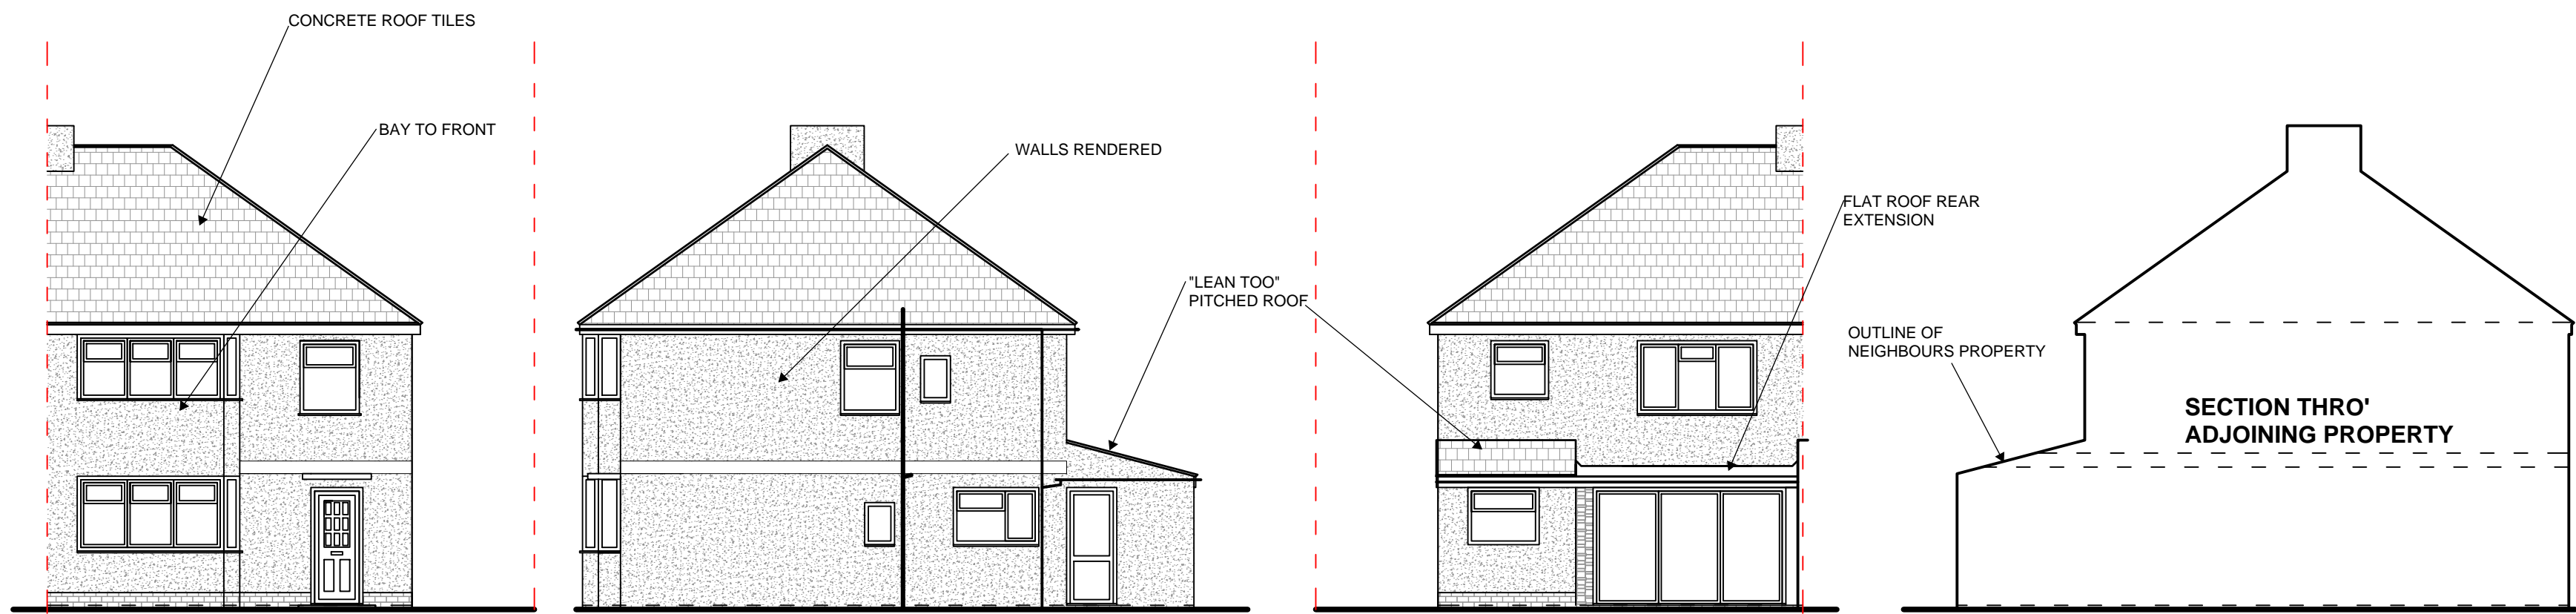 CONCRETE ROOF TILES
BAY TO FRONT
WALLS RENDERED
"LEAN TOO"
PITCHED ROOF
FLAT ROOF REAR
EXTENSION
OUTLINE OF
NEIGHBOURS PROPERTY
SECTION THRO'
ADJOINING PROPERTY